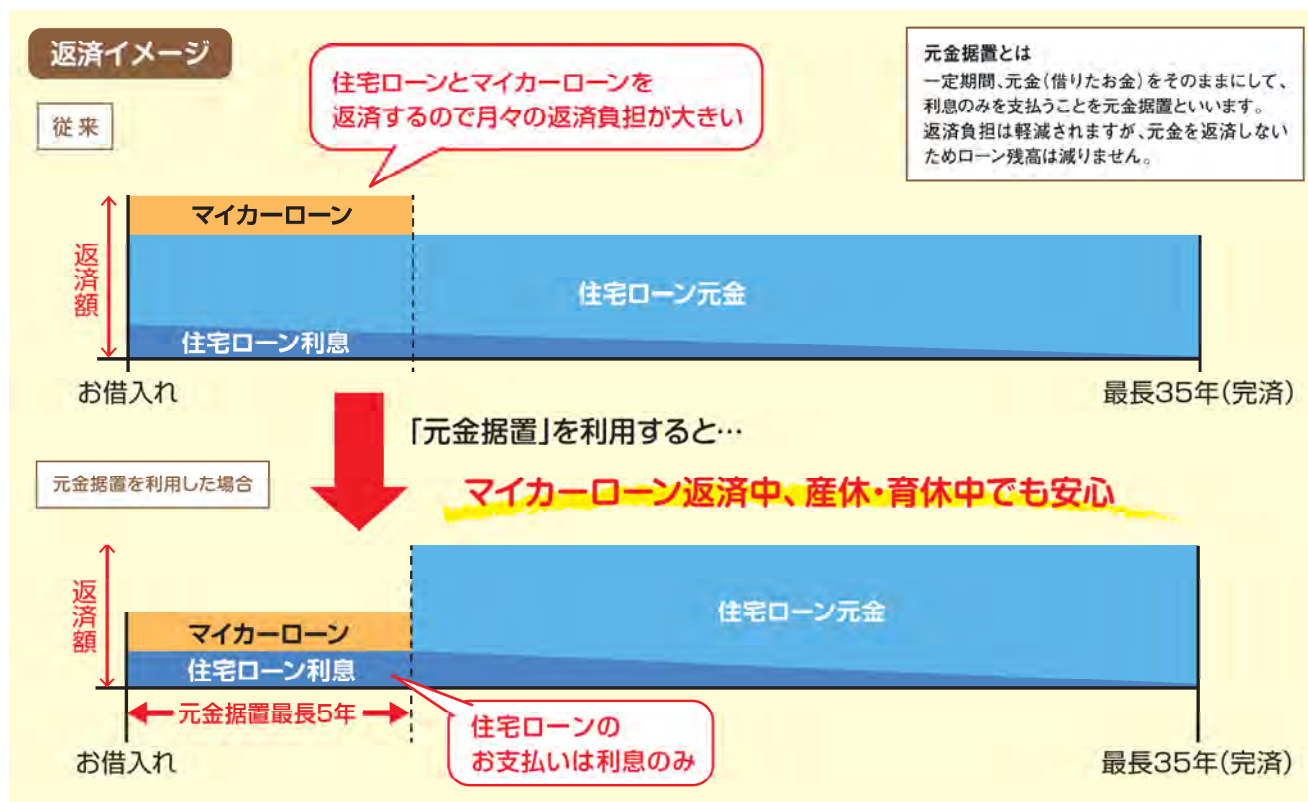 返済イメージ
従来
住宅ローンとマイカーローンを
返済するので月々の返済負担が大きい
元金据置とは
一定期間、元金(借りたお金)をそのままにして、
利息のみを支払うことを元金据置といいます。
返済負担は軽減されますが、元金を返済しない
ためローン残高は減りません。
返済額
マイカーローン
住宅ローン元金
住宅ローン利息
お借入れ
最長35年(完済)
「元金据置」を利用すると…
元金据置を利用した場合
マイカーローン返済中、産休・育休中でも安心
返済額
住宅ローン元金
マイカーローン
住宅ローン利息
元金据置最長5年
住宅ローンの
お支払いは利息のみ
お借入れ
最長35年(完済)